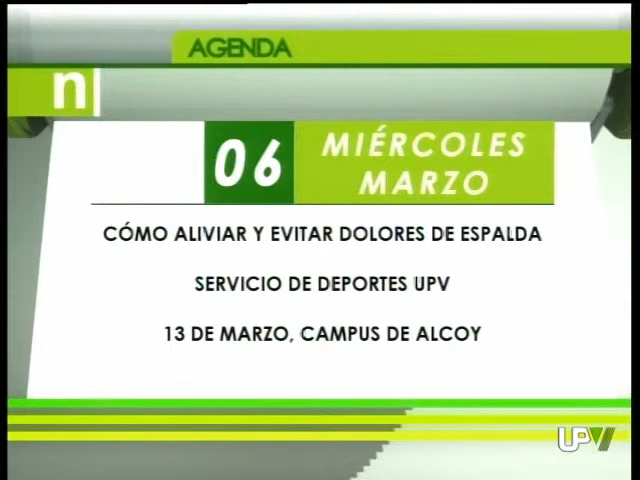 AGENDA
n
06
MIÉRCOLES
MARZO
CÓMO ALIVIAR Y EVITAR DOLORES DE ESPALDA
SERVICIO DE DEPORTES UPV
13 DE MARZO, CAMPUS DE ALCOY
UPV